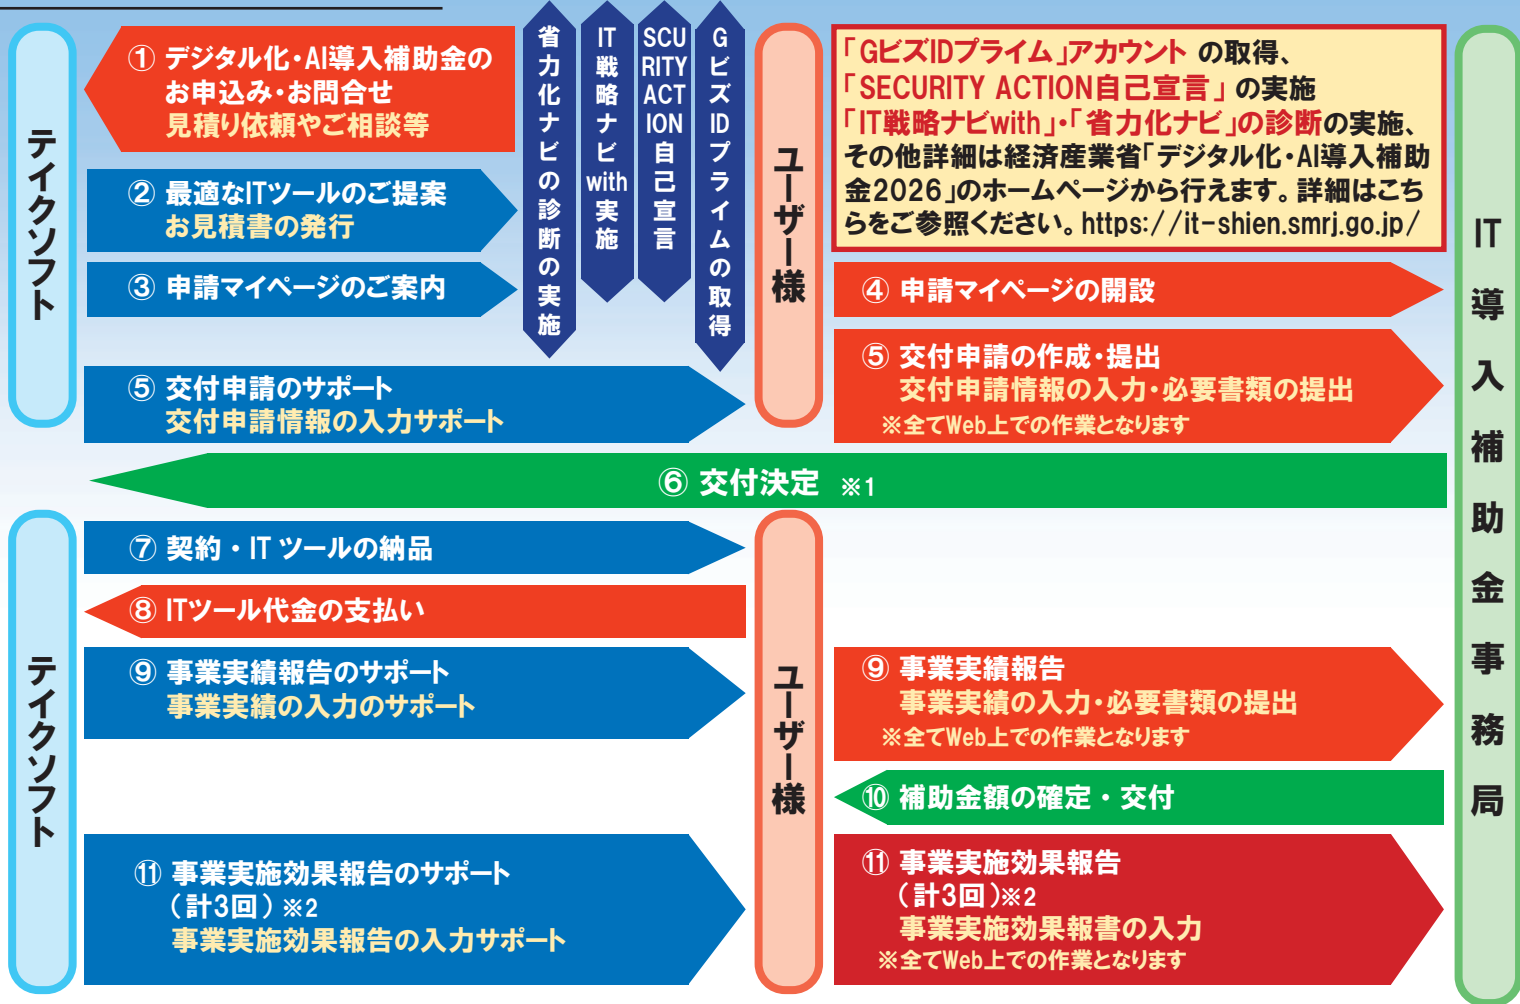 テイクソフト
① デジタル化・AI導入補助金の
お申込み・お問合せ
見積り依頼やご相談等
② 最適なITツールのご提案
お見積書の発行
③ 申請マイページのご案内
省力化ナビの診断の実施
IT戦略ナビwith実施
SCU
RITY
ACT
ION
自己宣言
GビズIDプライムの取得
⑤ 交付申請のサポート
交付申請情報の入力サポート
ユーザー様
「GビズIDプライム」アカウント の取得、
「SECURITY ACTION自己宣言」の実施
「IT戦略ナビwith」・「省力化ナビ」の診断の実施、
その他詳細は経済産業省「デジタル化・AI導入補助
金2026」のホームページから行えます。詳細はこち
らをご参照ください。https://it-shien.smrj.go.jp/
④ 申請マイページの開設
⑤ 交付申請の作成・提出
交付申請情報の入力・必要書類の提出
※全てWeb上での作業となります
IT導入補助金事務局
⑥ 交付決定 ※1
テイクソフト
⑦ 契約・IT ツールの納品
⑧ ITツール代金の支払い
⑨ 事業実績報告のサポート
事業実績の入力のサポート
⑪ 事業実施効果報告のサポート
（計3回）※2
事業実施効果報告の入力サポート
ユーザー様
⑨ 事業実績報告
事業実績の入力・必要書類の提出
※全てWeb上での作業となります
⑩ 補助金額の確定・交付
⑪ 事業実施効果報告
（計3回）※2
事業実施効果報書の入力
※全てWeb上での作業となります